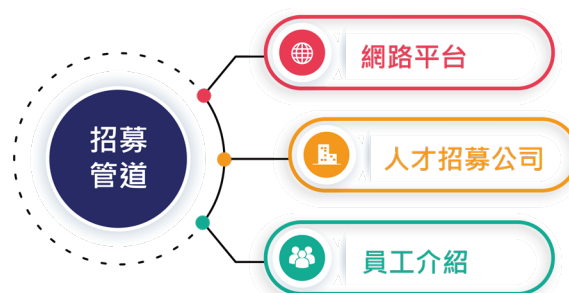 招募
管道
網路平台
人才招募公司
員工介紹